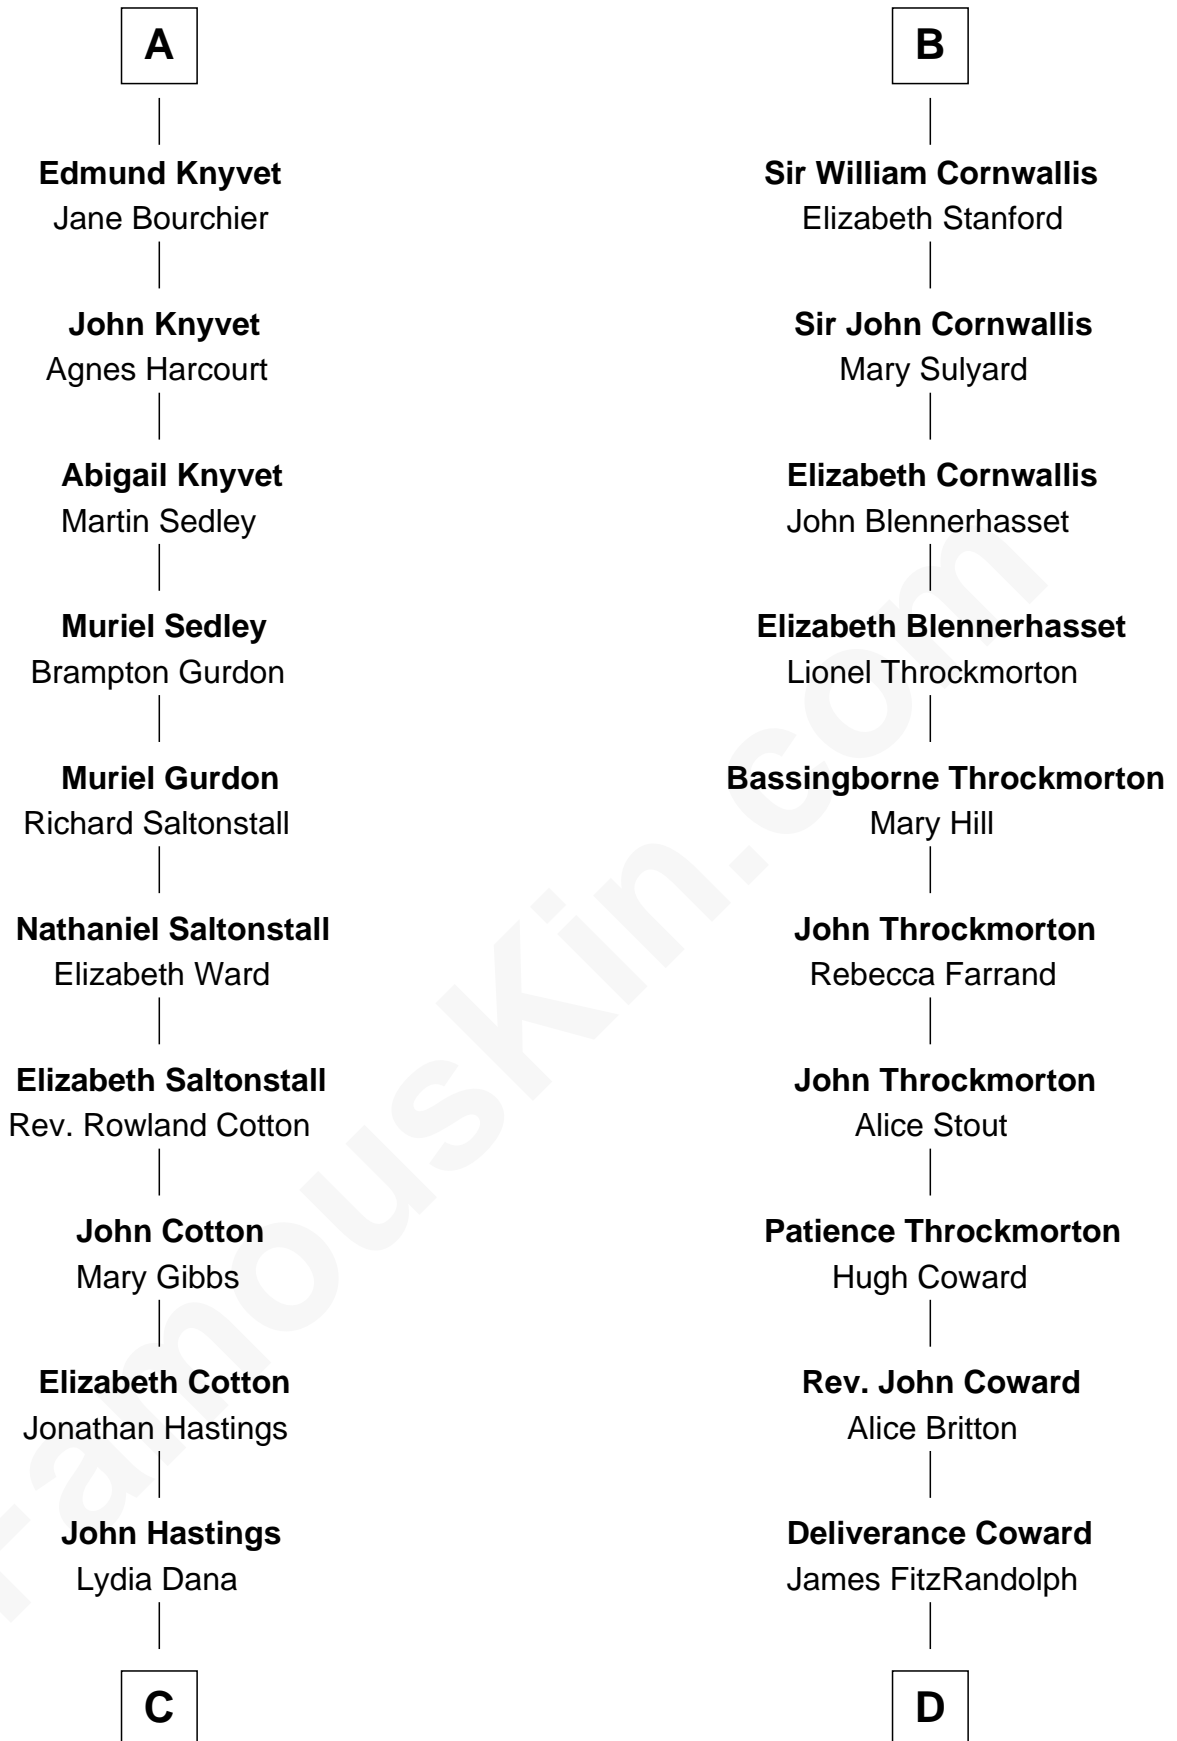 A
Edmund Knyvet
Jane Bourchier
John Knyvet
Agnes Harcourt
Abigail Knyvet
Martin Sedley
Muriel Sedley
Brampton Gurdon
Muriel Gurdon
Richard Saltonstall
Nathaniel Saltonstall
Elizabeth Ward
Elizabeth Saltonstall
Rev. Rowland Cotton
John Cotton
Mary Gibbs
Elizabeth Cotton
Jonathan Hastings
John Hastings
Lydia Dana
C
B
Sir William Cornwallis
Elizabeth Stanford
Sir John Cornwallis
Mary Sulyard
Elizabeth Cornwallis
John Blennerhasset
Elizabeth Blennerhasset
Lionel Throckmorton
Bassingborne Throckmorton
Mary Hill
John Throckmorton
Rebecca Farrand
John Throckmorton
Alice Stout
Patience Throckmorton
Hugh Coward
Rev. John Coward
Alice Britton
Deliverance Coward
James FitzRandolph
D
FamousKin.com